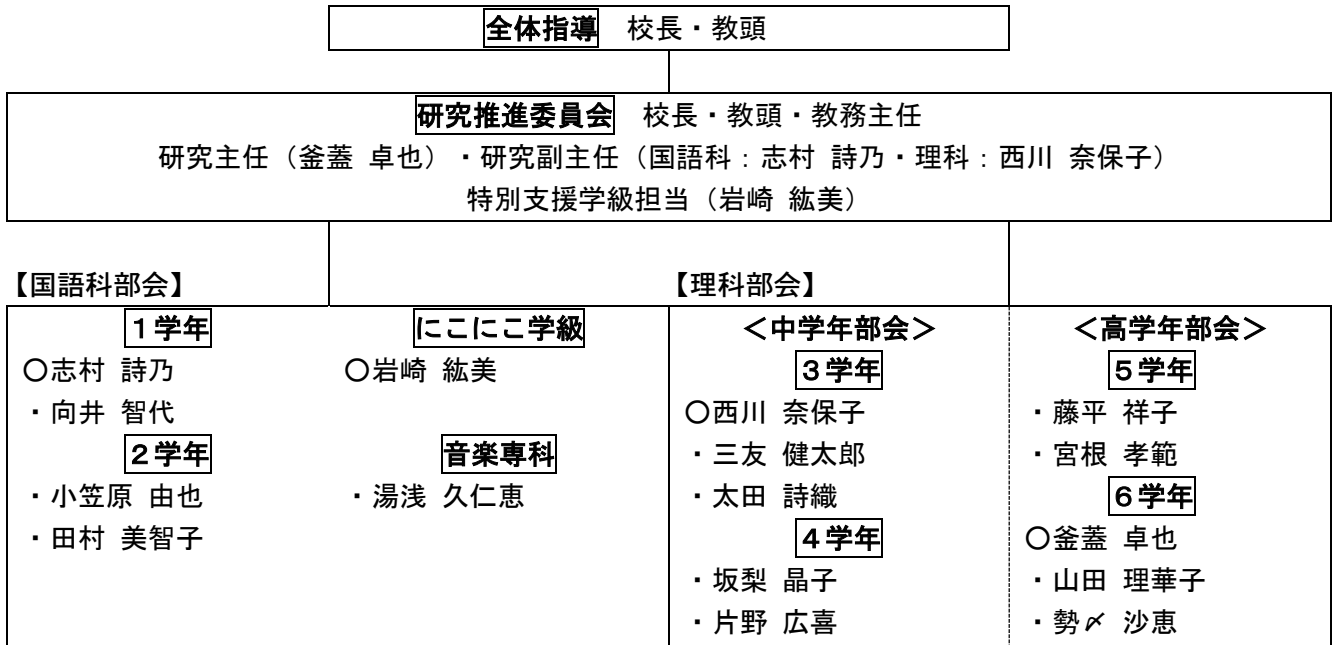 全体指導 校長・教頭
研究推進委員会 校長・教頭・教務主任
研究主任（釜蓋 卓也）・研究副主任（国語科：志村 詩乃・理科：西川 奈保子）
特別支援学級担当（岩崎 紘美）
【国語科部会】
１学年
〇志村 詩乃
・向井 智代
２学年
・小笠原 由也
・田村 美智子
にこにこ学級
〇岩崎 紘美
音楽専科
・湯浅 久仁恵
【理科部会】
＜中学年部会＞
３学年
〇西川 奈保子
・三友 健太郎
・太田 詩織
４学年
・坂梨 晶子
・片野 広喜
＜高学年部会＞
５学年
・藤平 祥子
・宮根 孝範
６学年
〇釜蓋 卓也
・山田 理華子
・勢〆 沙恵